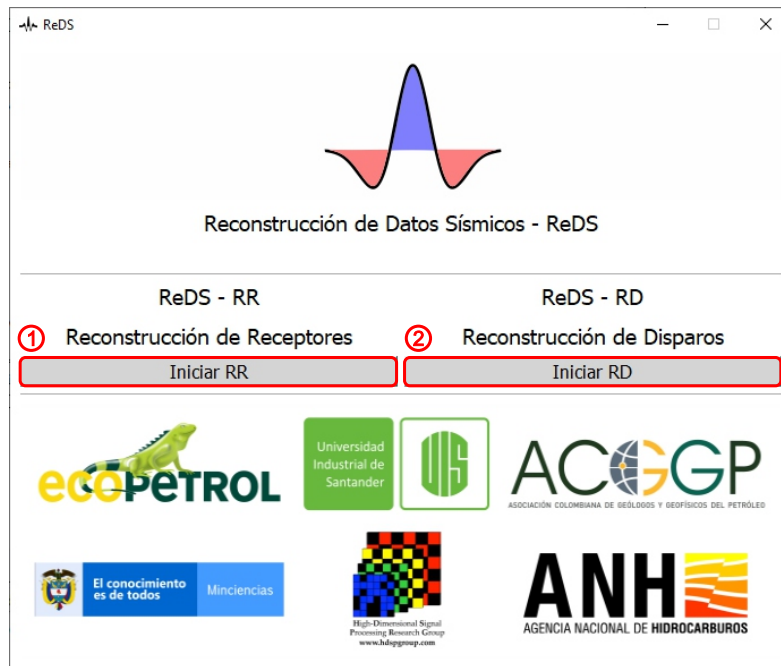 ReDS
Reconstrucción de Datos Sísmicos - ReDS
ReDS - RR
ReDS - RD
1
Reconstrucción de Receptores
2
Reconstrucción de Disparos
Iniciar RR
Iniciar RD
ecoPeTROL
Universidad
Industrial de
Santander
UIS
ACGGP
ASOCIACIÓN COLOMBIANA DE GEÓLOGOS Y GEOFÍSICOS DEL PETRÓLEO
El conocimiento
es de todos
Minciencias
High-Dimensional Signal
Processing Research Group
www.hdspgroup.com
ANH
AGENCIA NACIONAL DE HIDROCARBUROS